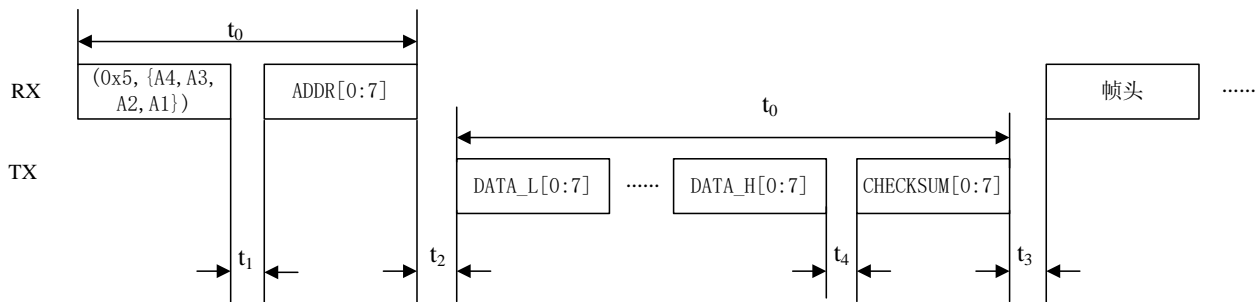 t0
RX
(0x5, {A4, A3,
A2, A1})
ADDR[0:7]
帧头
······
t0
TX
DATA_L[0:7]
······
DATA_H[0:7]
CHECKSUM[0:7]
t1
t2
t4
t3